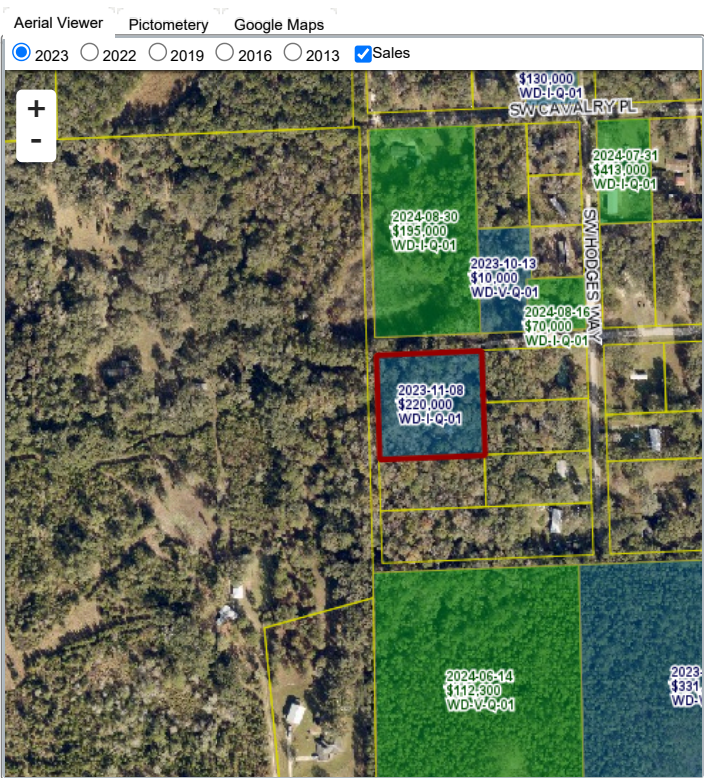 Aerial Viewer
Pictometery
Google Maps
2023
2022
2019
2016
2013
Sales
+
-
$130,000
WD-I-Q-01
SW CAVALRY PL
2024-07-31
$413,000
WD-I-Q-01
2024-08-30
$195,000
WD-I-Q-01
SW HODGES WAY
2023-10-13
$10,000
WD-V-Q-01
2024-08-16
$70,000
WD-I-Q-01
2023-11-08
$220,000
WD-I-Q-01
2024-06-14
$112,300
WD-V-Q-01
2023-
$331
WD-V